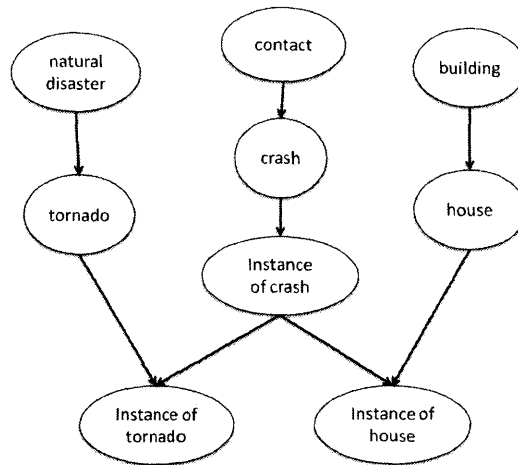 natural
disaster
contact
building
crash
tornado
house
Instance
of crash
Instance of
tornado
Instance of
house